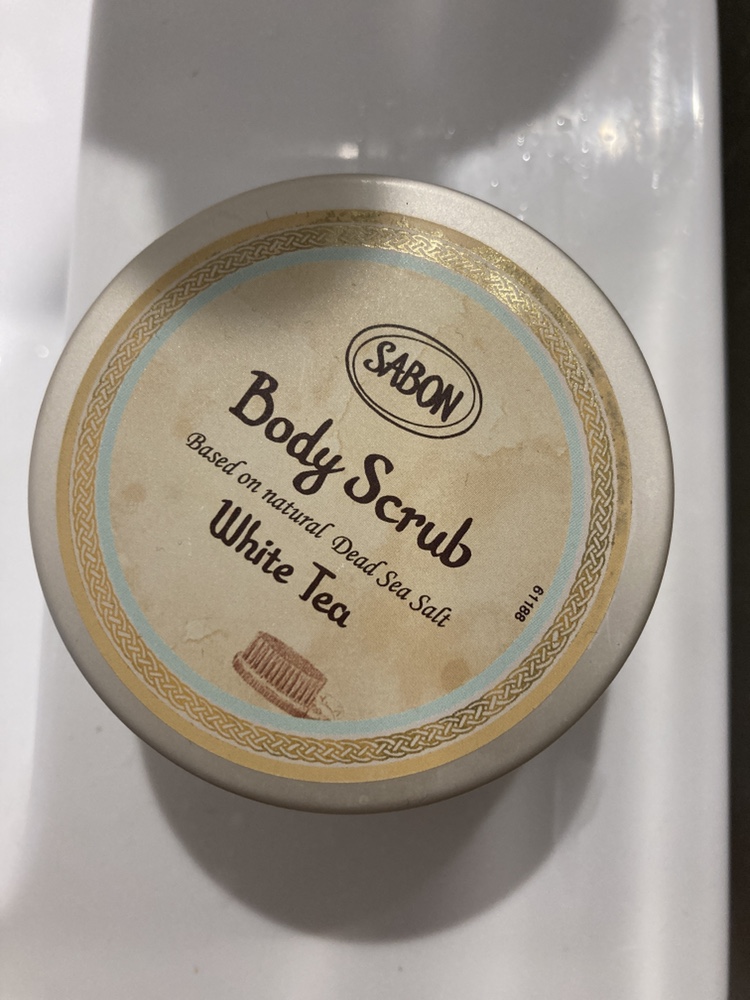 SABON
Body Scrub
Based on natural Dead Sea Salt
White Tea
61188